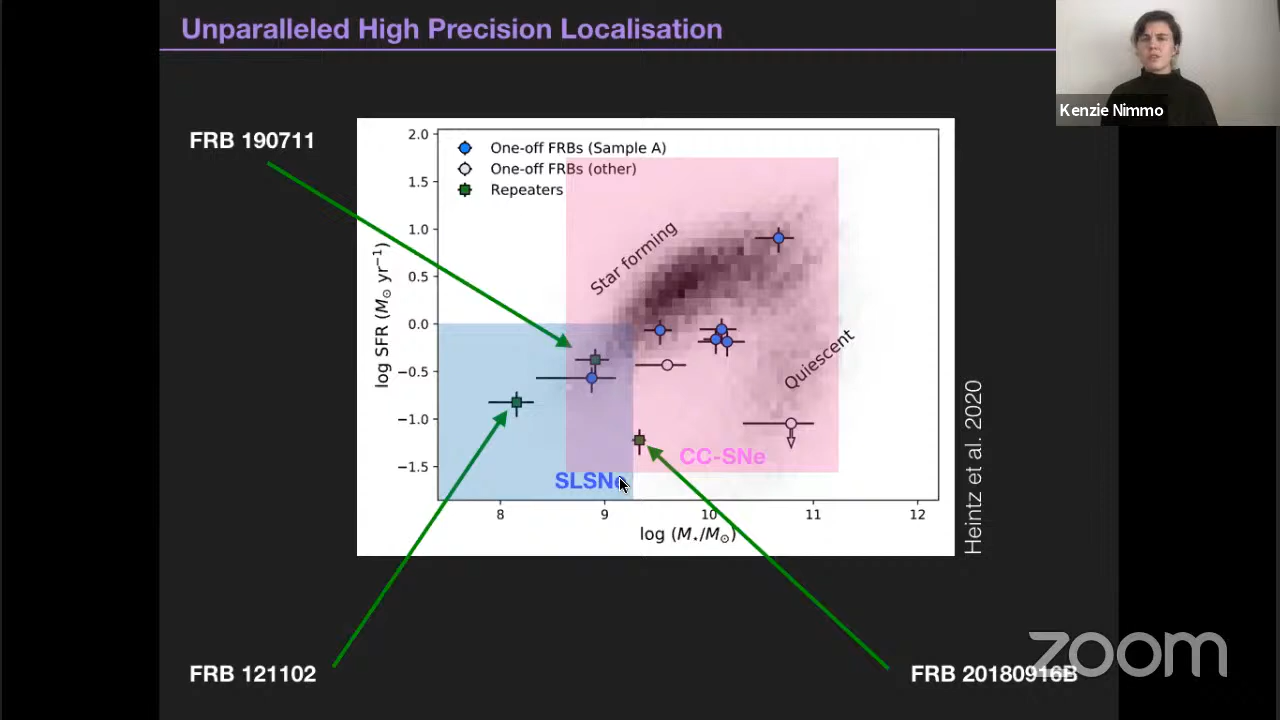 Unparalleled High Precision Localisation
Kenzie Nimmo
FRB 190711
One-off FRBs (Sample A)
One-off FRBs (other)
Repeaters
2.0
1.5
1.0
0.5
0.0
−0.5
−1.0
−1.5
log SFR (M⊙ yr⁻¹)
Star forming
Quiescent
CC-SNe
SLSNe
8 9 10 11 12
log (M⋆/M⊙)
Heintz et al. 2020
FRB 121102
FRB 20180916B
zoom